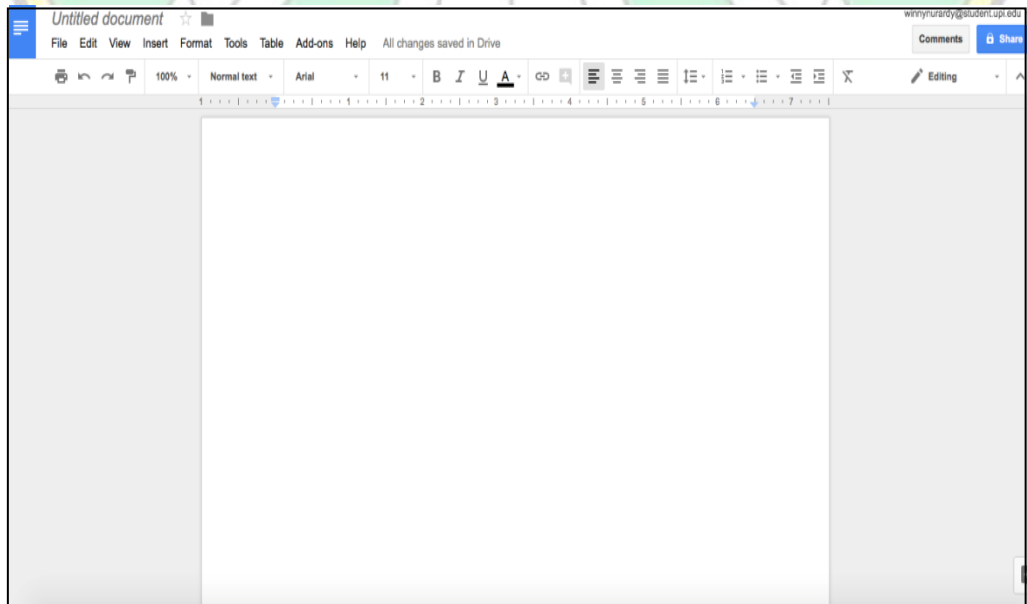 Untitled document
winnynurardy@student.upi.edu
File Edit View Insert Format Tools Table Add-ons Help All changes saved in Drive
Comments Share
100% Normal text Arial 11 B I U A Editing
1 1 2 3 4 5 6 7